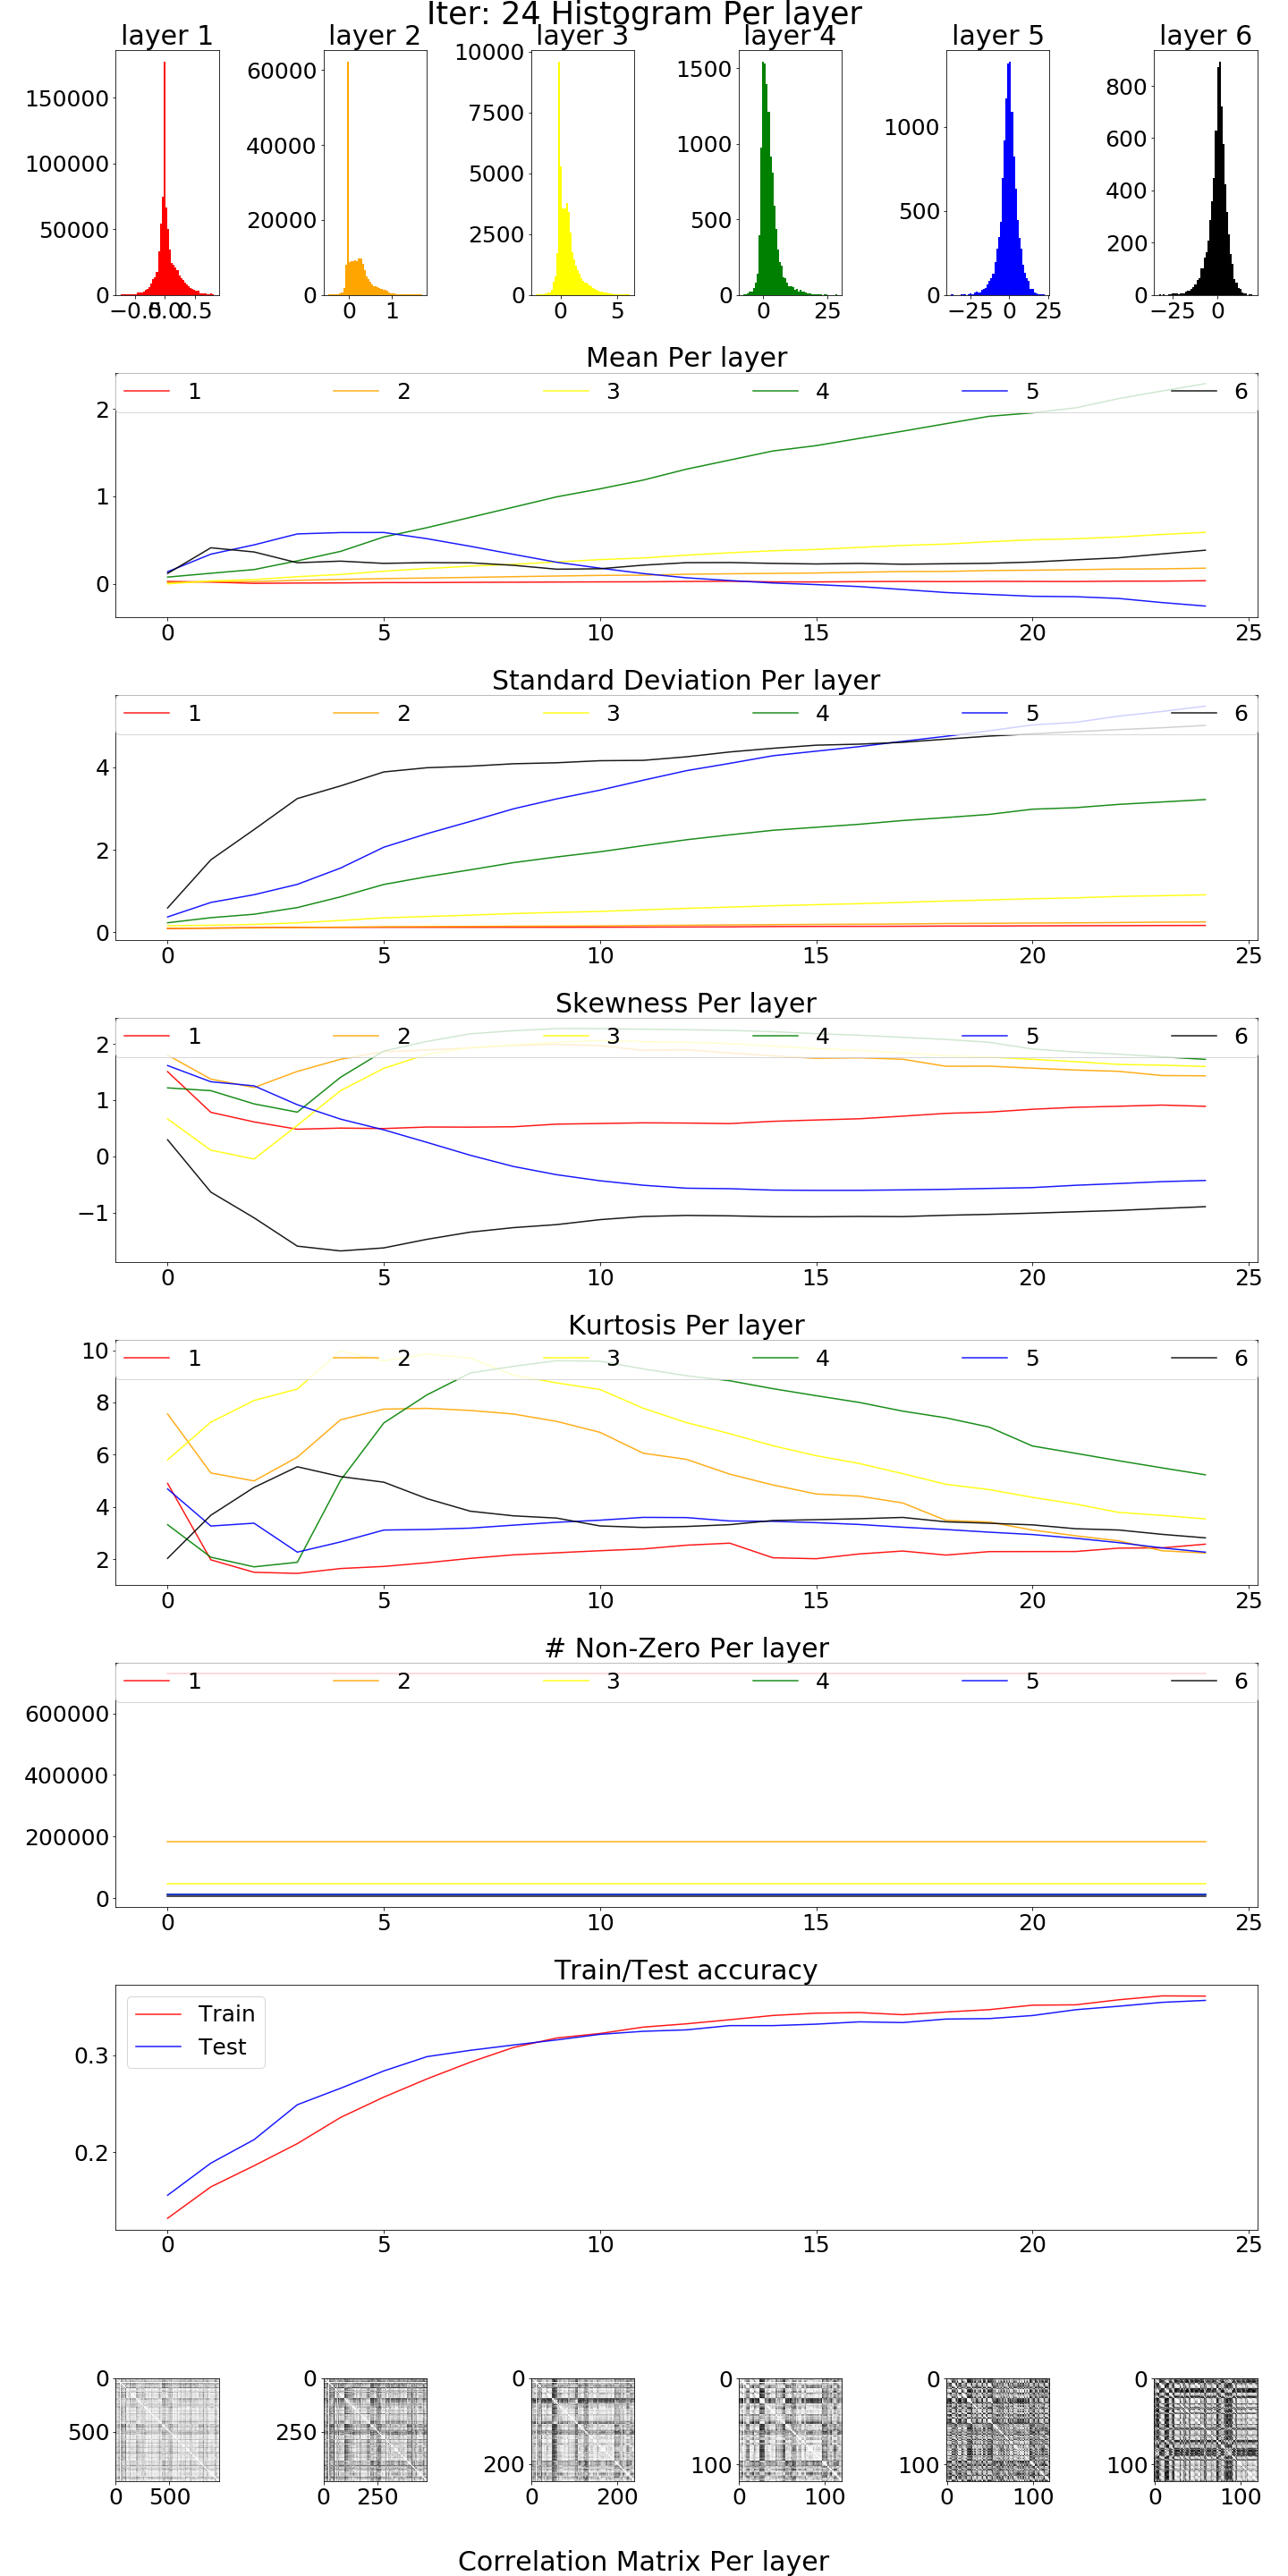 Iter: 24 Histogram Per layer
layer 1 layer 2 layer 3 layer 4 layer 5 layer 6
150000 100000 50000 0
60000 40000 20000 0
10000 7500 5000 2500 0
1500 1000 500 0
1000 500 0
800 600 400 200 0
−0.5 0.0 0.5 0 1 0 5 0 25 −25 0 25 −25 0
Mean Per layer
1 2 3 4 5 6
2
1
0
0 5 10 15 20 25
Standard Deviation Per layer
1 2 3 4 5 6
4
2
0
0 5 10 15 20 25
Skewness Per layer
1 2 3 4 5 6
2
1
0
−1
0 5 10 15 20 25
Kurtosis Per layer
10
1 2 3 4 5 6
8
6
4
2
0 5 10 15 20 25
# Non-Zero Per layer
1 2 3 4 5 6
600000
400000
200000
0
0 5 10 15 20 25
Train/Test accuracy
Train
Test
0.3
0.2
0 5 10 15 20 25
0 0 0 0 0 0
500 250 200 100 100 100
0 500 0 250 0 200 0 100 0 100 0 100
Correlation Matrix Per layer